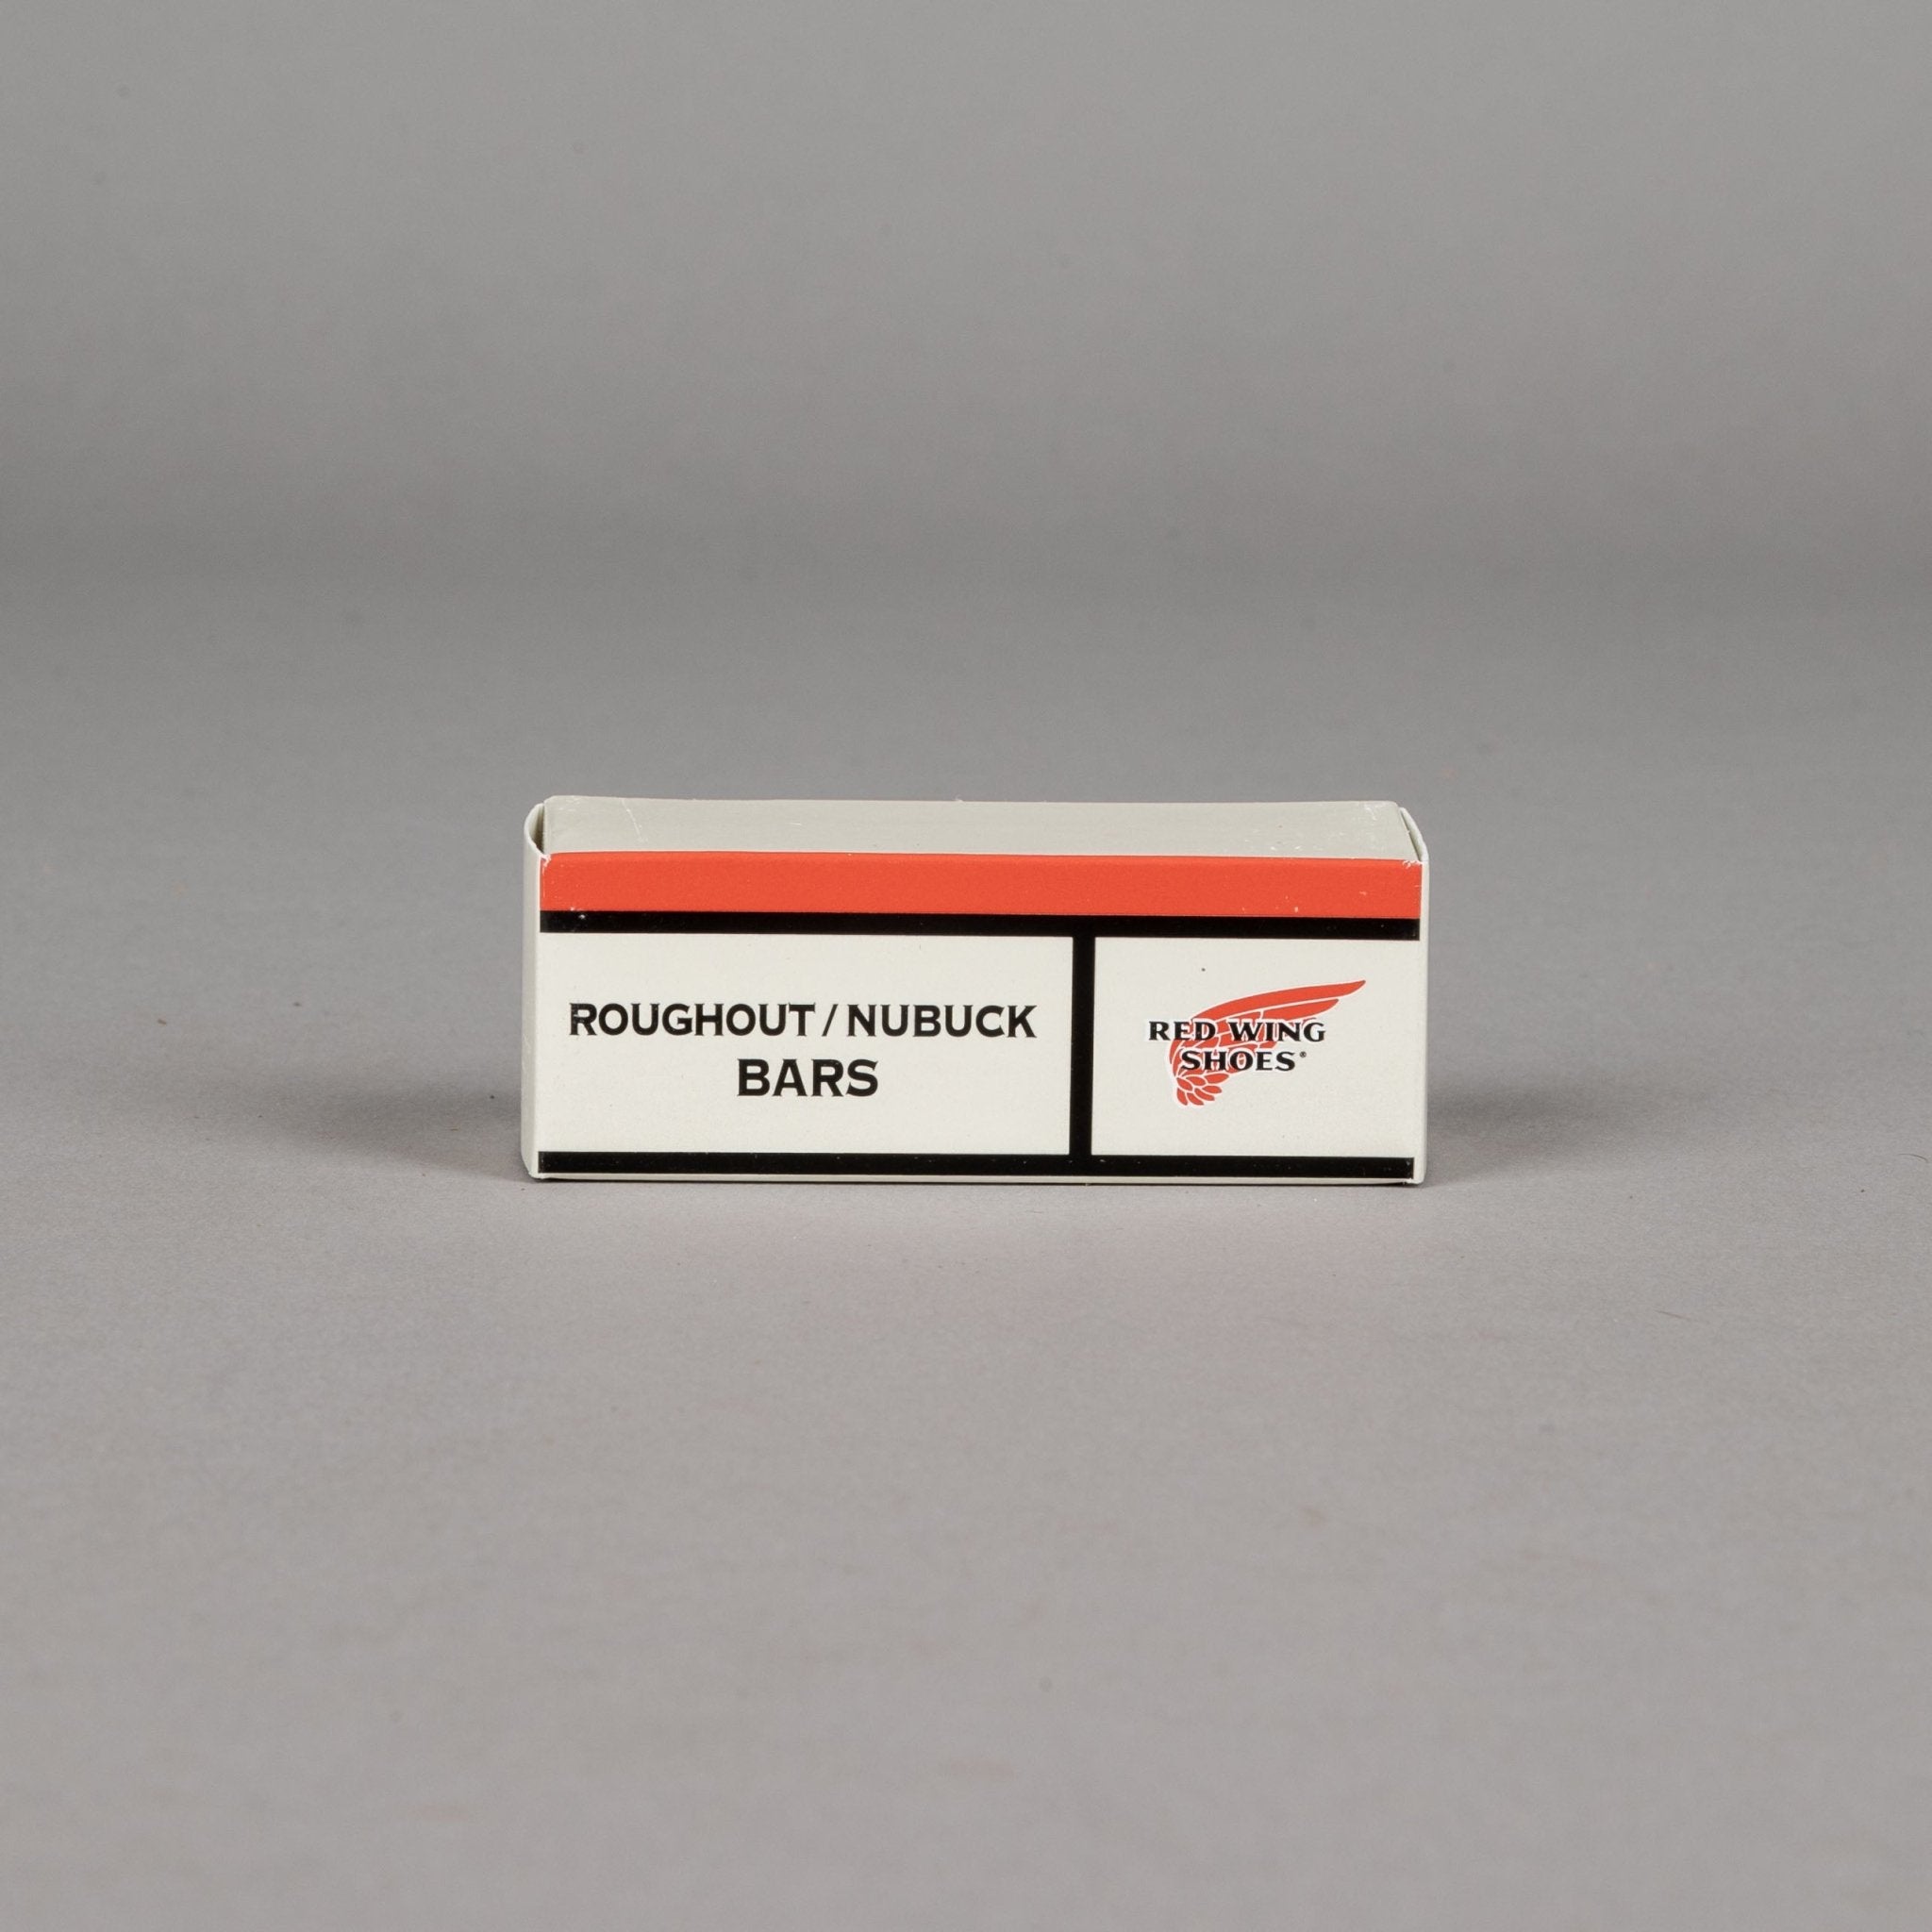 ROUGHOUT / NUBUCK
BARS
RED WING
SHOES®